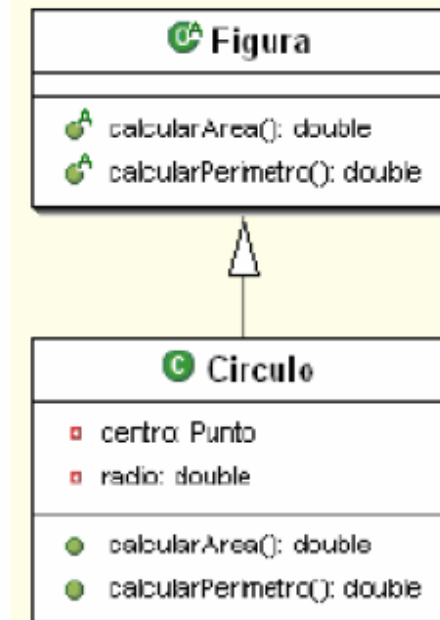 Figura
calcularArea(): double
calcularPerimetro(): double
Circulo
centro: Punto
radio: double
calcularArea(): double
calcularPerimetro(): double